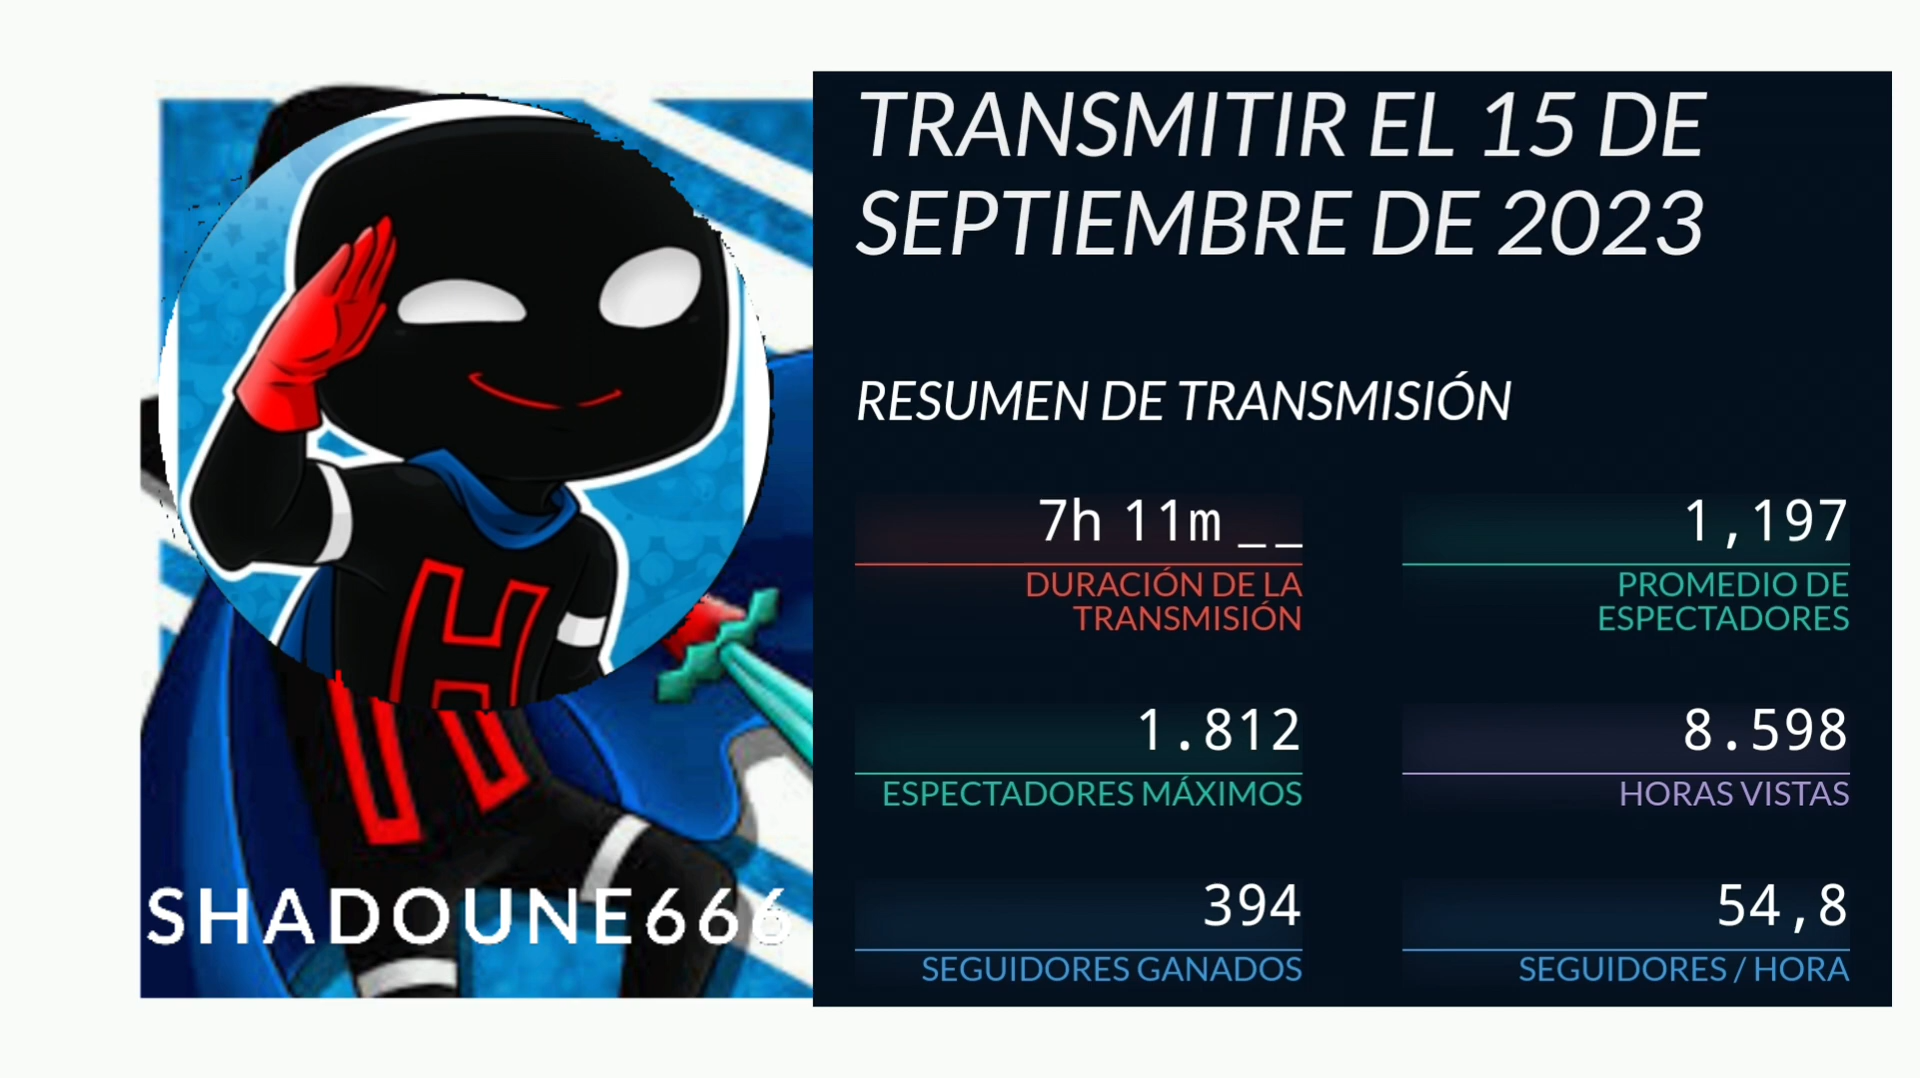 SHADOUNE666
TRANSMITIR EL 15 DE
SEPTIEMBRE DE 2023
RESUMEN DE TRANSMISIÓN
7h 11m _ _
DURACIÓN DE LA
TRANSMISIÓN
1,197
PROMEDIO DE
ESPECTADORES
1.812
ESPECTADORES MÁXIMOS
8.598
HORAS VISTAS
394
SEGUIDORES GANADOS
54,8
SEGUIDORES / HORA
H